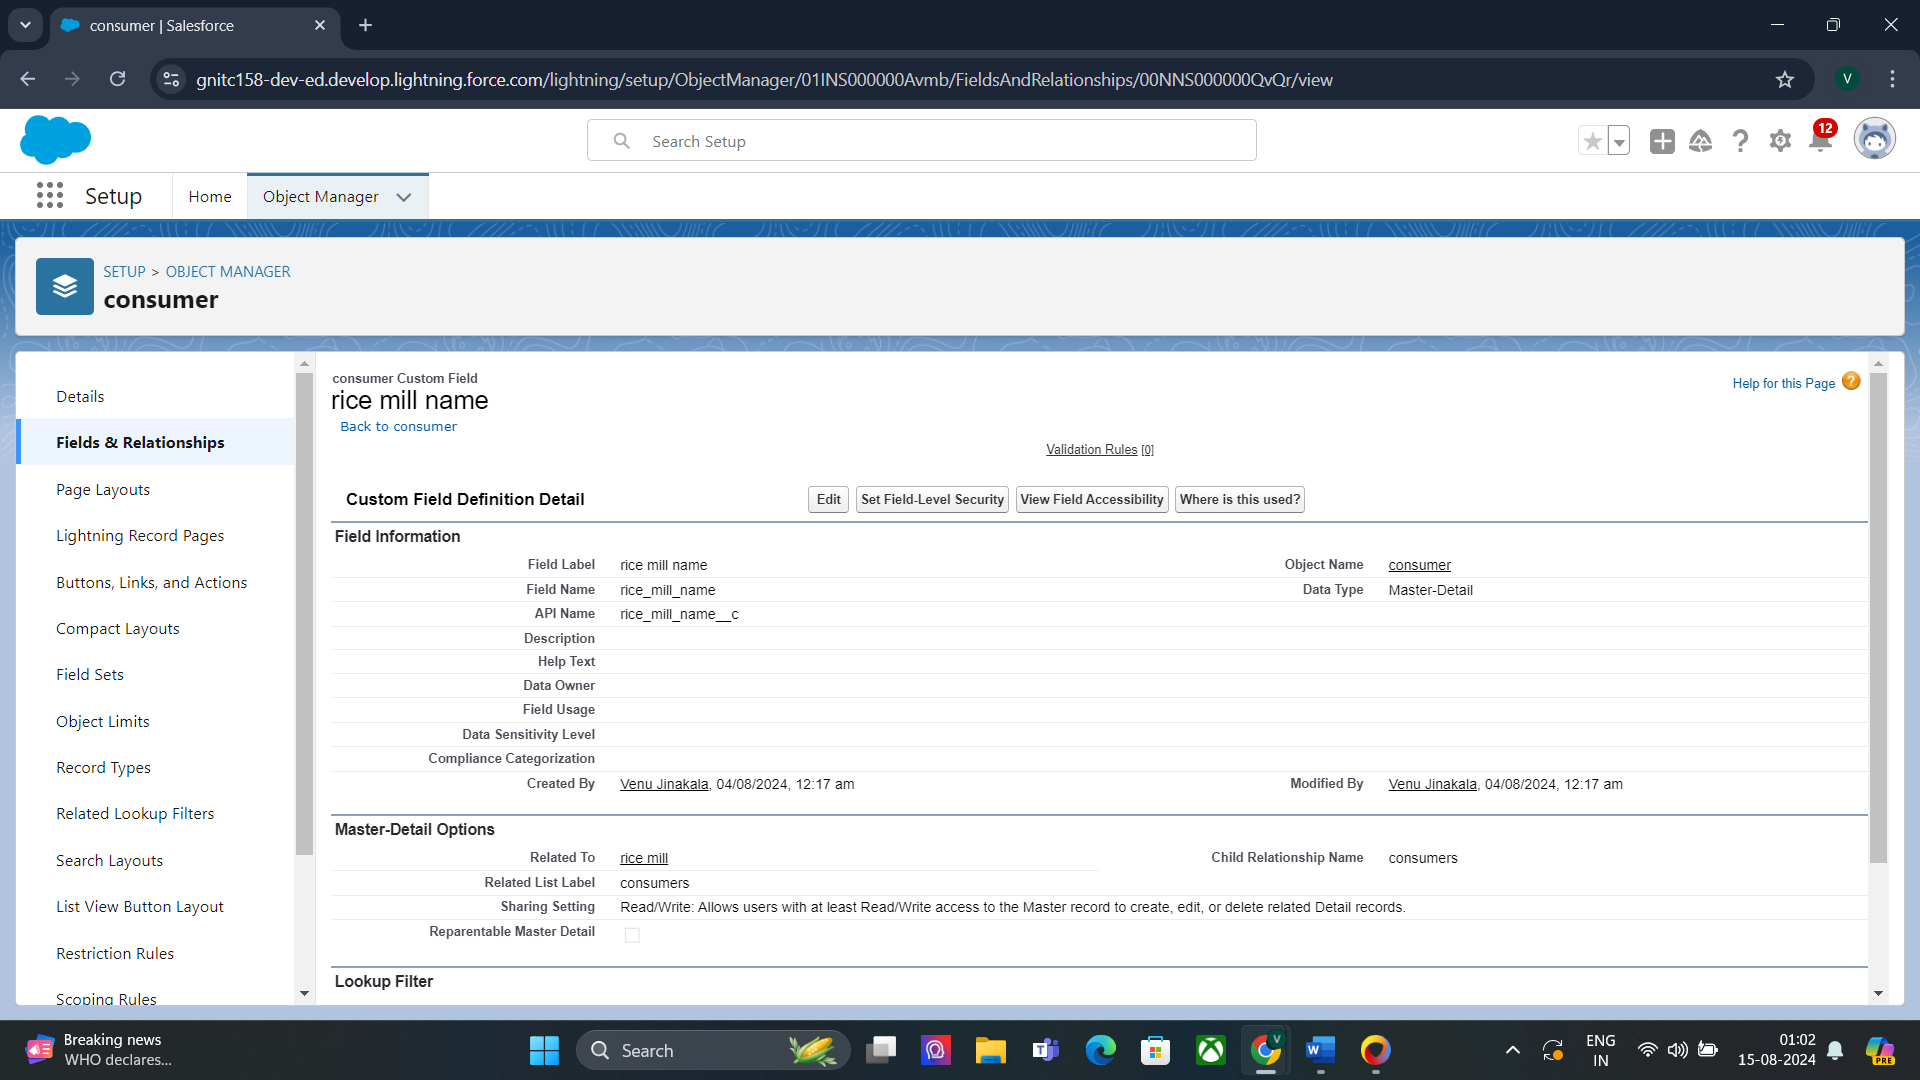 consumer | Salesforce
gnitc158-dev-ed.develop.lightning.force.com/lightning/setup/ObjectManager/01INS000000Avmb/FieldsAndRelationships/00NNS000000QvQr/view
V
Search Setup
12
Setup
Home
Object Manager
SETUP > OBJECT MANAGER
consumer
Details
Fields & Relationships
Page Layouts
Lightning Record Pages
Buttons, Links, and Actions
Compact Layouts
Field Sets
Object Limits
Record Types
Related Lookup Filters
Search Layouts
List View Button Layout
Restriction Rules
Scoping Rules
consumer Custom Field
rice mill name
Back to consumer
Help for this Page ?
Validation Rules [0]
Custom Field Definition Detail
Edit
Set Field-Level Security
View Field Accessibility
Where is this used?
Field Information
Field Label rice mill name Object Name consumer
Field Name rice_mill_name Data Type Master-Detail
API Name rice_mill_name__c
Description
Help Text
Data Owner
Field Usage
Data Sensitivity Level
Compliance Categorization
Created By Venu Jinakala, 04/08/2024, 12:17 am Modified By Venu Jinakala, 04/08/2024, 12:17 am
Master-Detail Options
Related To rice mill Child Relationship Name consumers
Related List Label consumers
Sharing Setting Read/Write: Allows users with at least Read/Write access to the Master record to create, edit, or delete related Detail records.
Reparentable Master Detail
Lookup Filter
Breaking news
WHO declares...
Search
V
ENG
IN
01:02
15-08-2024
PRE